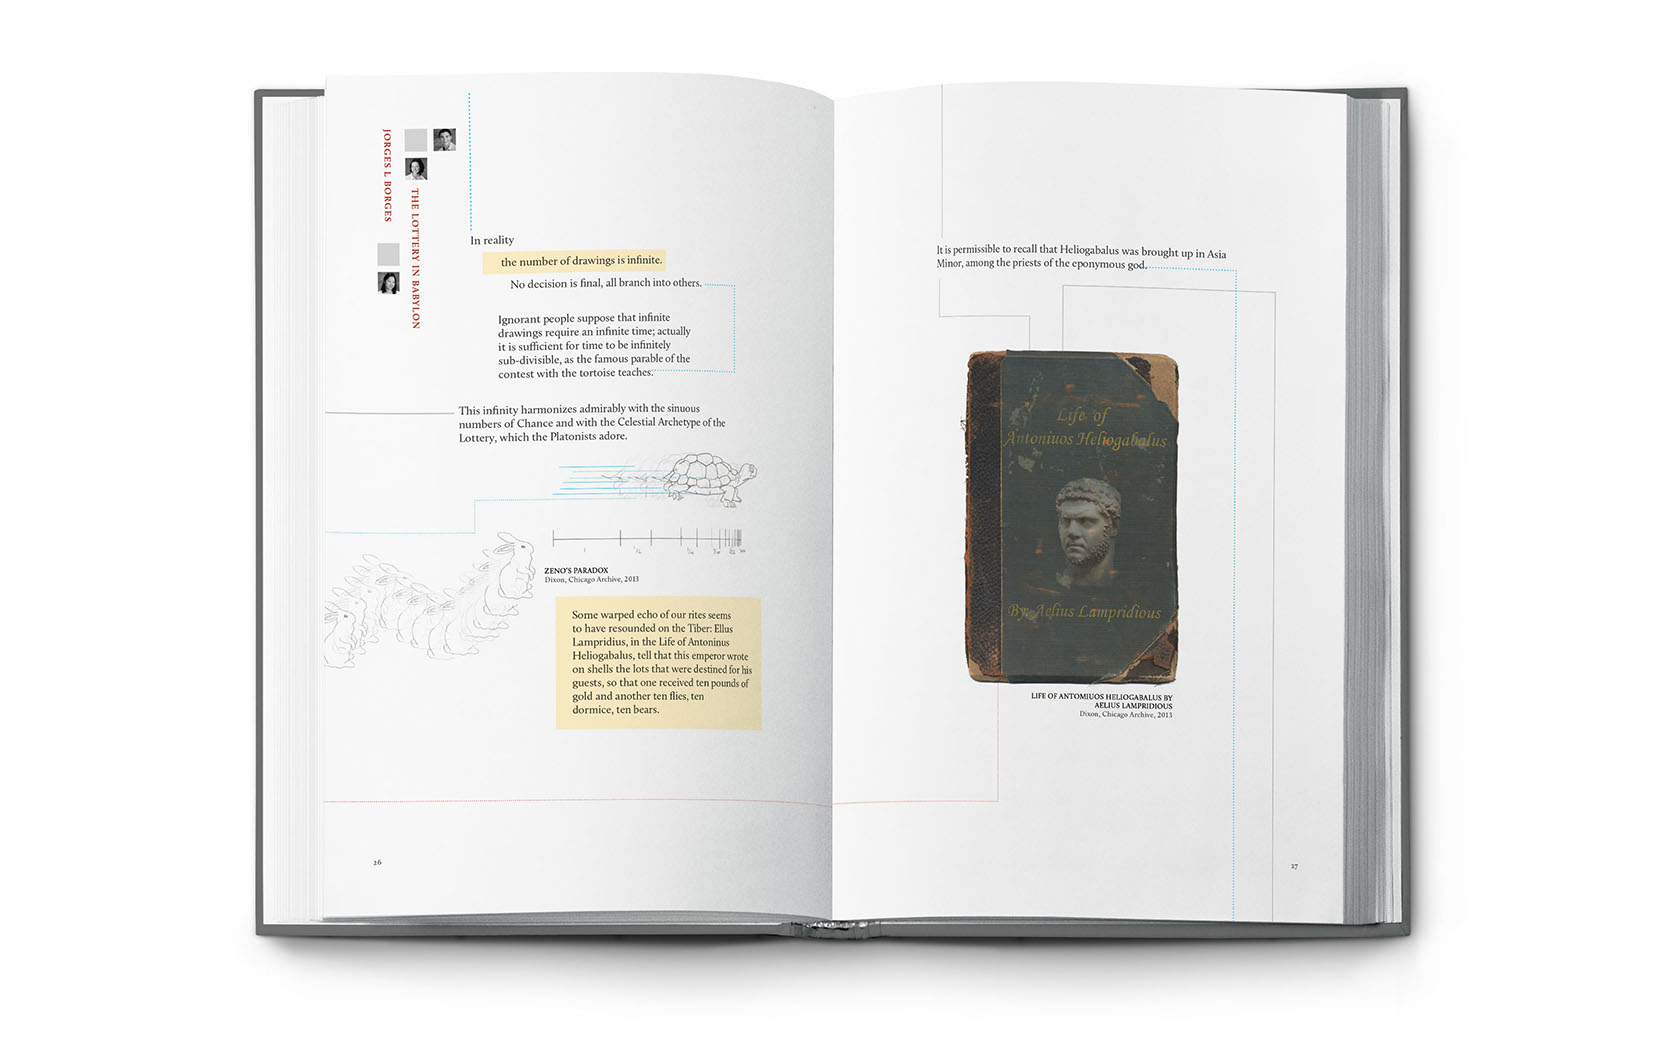 JORGES L BORGES
THE LOTTERY IN BABYLON
In reality
the number of drawings is infinite.
No decision is final, all branch into others.
Ignorant people suppose that infinite
drawings require an infinite time; actually
it is sufficient for time to be infinitely
sub-divisible, as the famous parable of the
contest with the tortoise teaches.
This infinity harmonizes admirably with the sinuous
numbers of Chance and with the Celestial Archetype of the
Lottery, which the Platonists adore.
1 1/2 1/4
ZENO'S PARADOX
Dixon, Chicago Archive, 2013
Some warped echo of our rites seems
to have resounded on the Tiber: Ellus
Lampridius, in the Life of Antoninus
Heliogabalus, tell that this emperor wrote
on shells the lots that were destined for his
guests, so that one received ten pounds of
gold and another ten flies, ten
dormice, ten bears.
26
It is permissible to recall that Heliogabalus was brought up in Asia
Minor, among the priests of the eponymous god.
Life of
Antoniuos Heliogabalus
By Aelius Lampridious
LIFE OF ANTOMIUOS HELIOGABALUS BY
AELIUS LAMPRIDIOUS
Dixon, Chicago Archive, 2013
27